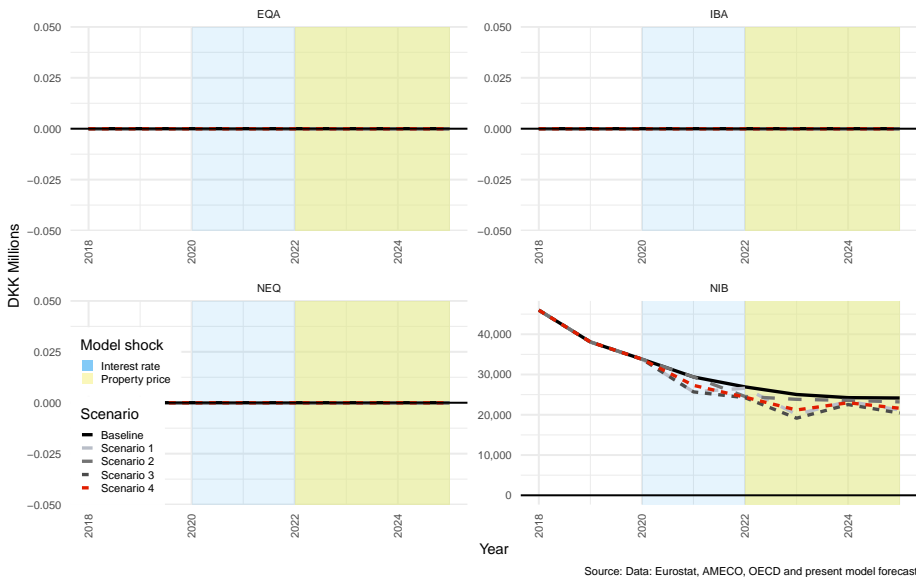 EQA
IBA
0.050
0.025
0.000
−0.025
−0.050
0.050
0.025
0.000
−0.025
−0.050
2018
2020
2022
2024
2018
2020
2022
2024
DKK Millions
NEQ
NIB
0.050
0.025
0.000
−0.025
−0.050
40,000
30,000
20,000
10,000
0
Model shock
Interest rate
Property price
Scenario
Baseline
Scenario 1
Scenario 2
Scenario 3
Scenario 4
2018
2020
2022
2024
2018
2020
2022
2024
Year
Source: Data: Eurostat, AMECO, OECD and present model forecast